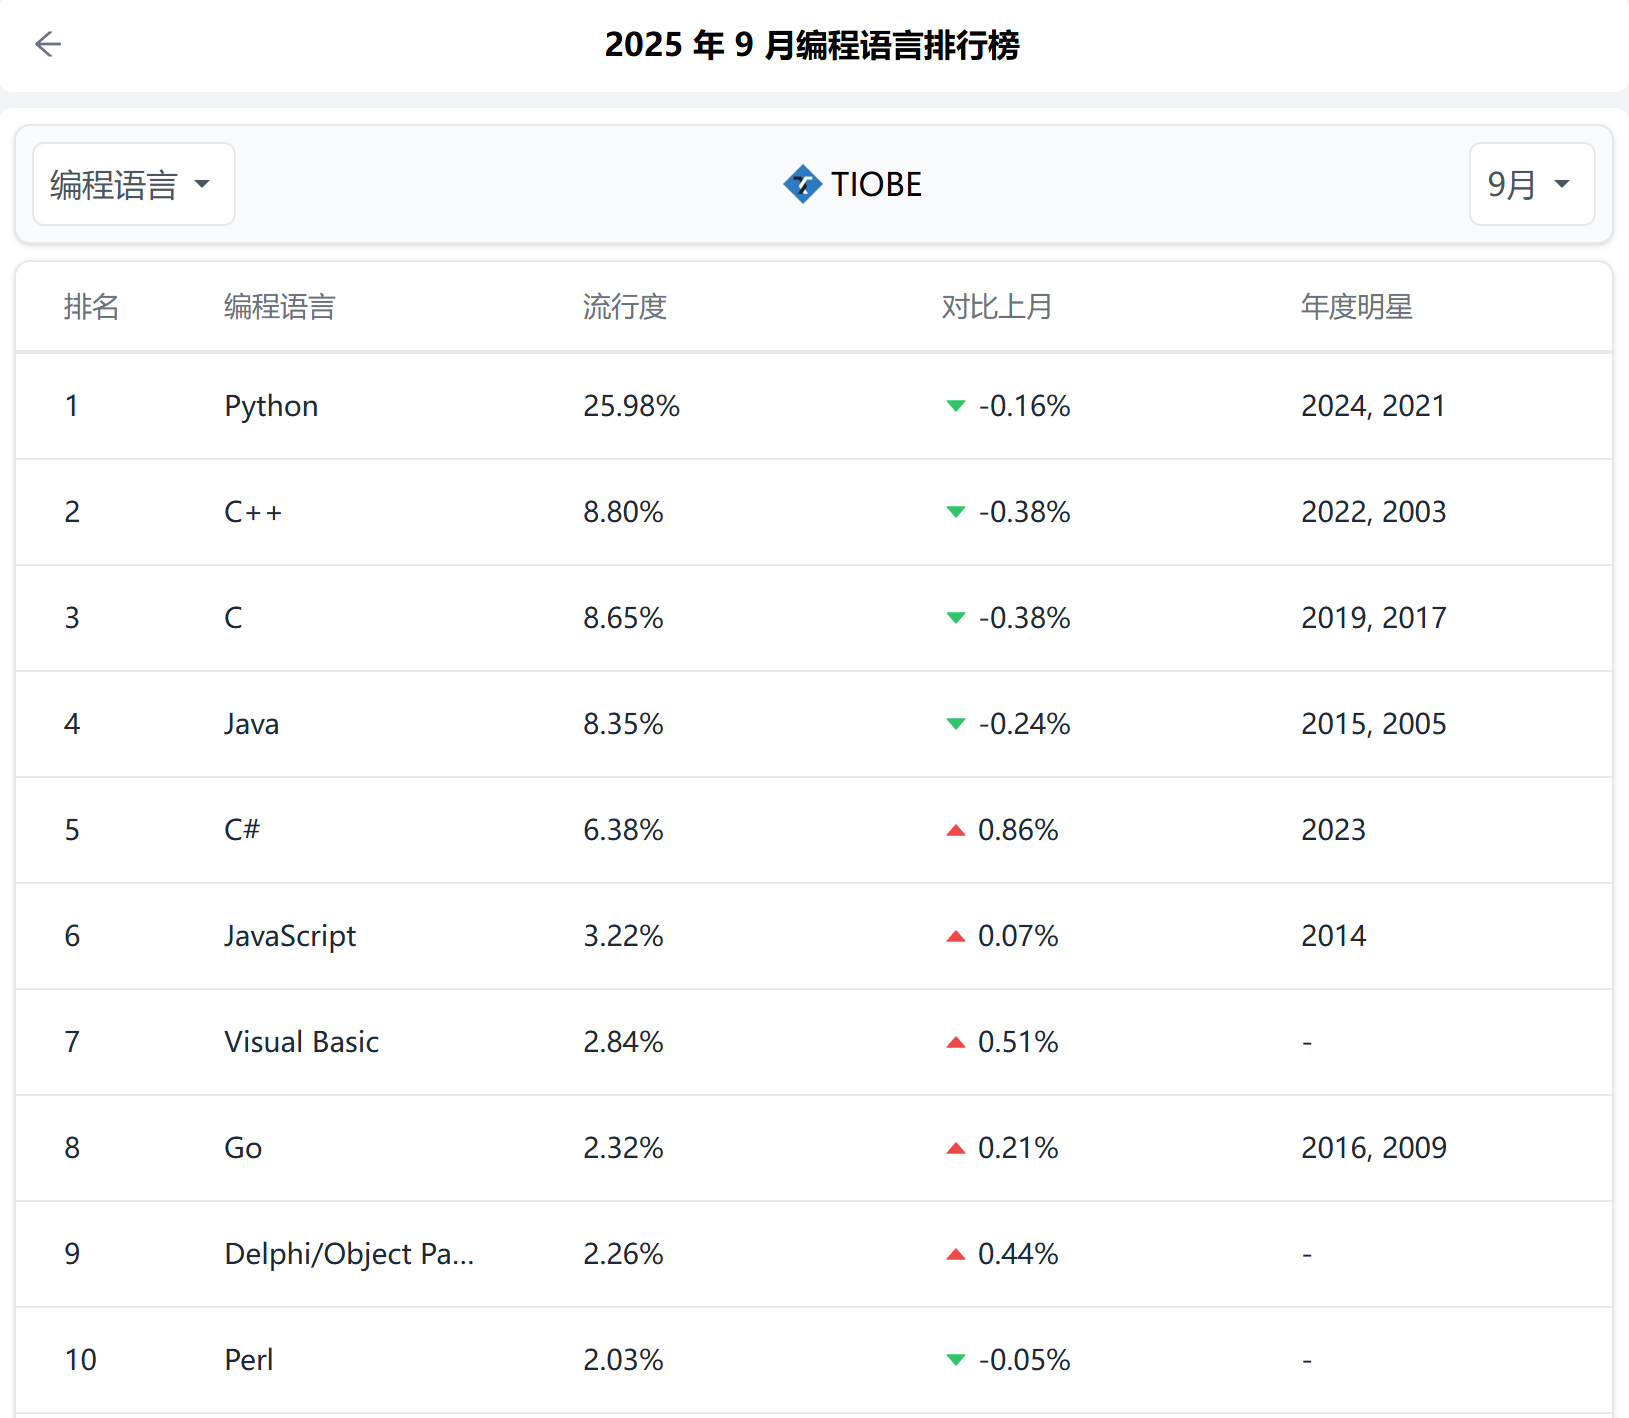 2025 年 9 月编程语言排行榜
编程语言 TIOBE 9月
排名 编程语言 流行度 对比上月 年度明星
1 Python 25.98% -0.16% 2024, 2021
2 C++ 8.80% -0.38% 2022, 2003
3 C 8.65% -0.38% 2019, 2017
4 Java 8.35% -0.24% 2015, 2005
5 C# 6.38% 0.86% 2023
6 JavaScript 3.22% 0.07% 2014
7 Visual Basic 2.84% 0.51% -
8 Go 2.32% 0.21% 2016, 2009
9 Delphi/Object Pa... 2.26% 0.44% -
10 Perl 2.03% -0.05% -